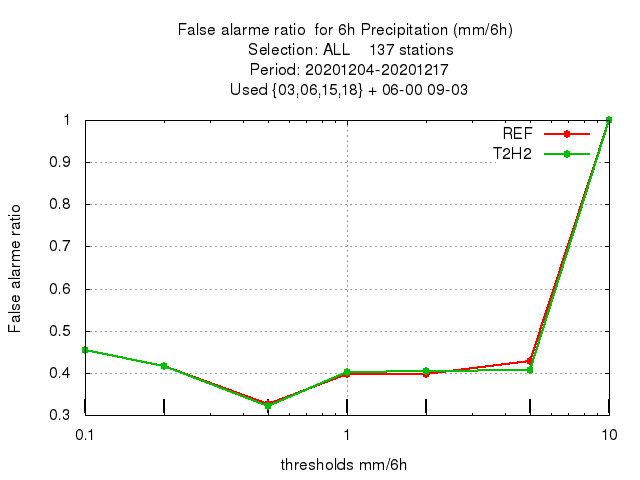 False alarme ratio  for 6h Precipitation (mm/6h)
Selection: ALL    137 stations
Period: 20201204-20201217
Used {03,06,15,18} + 06-00 09-03
REF
T2H2
False alarme ratio
1
0.9
0.8
0.7
0.6
0.5
0.4
0.3
0.1 1 10
thresholds mm/6h